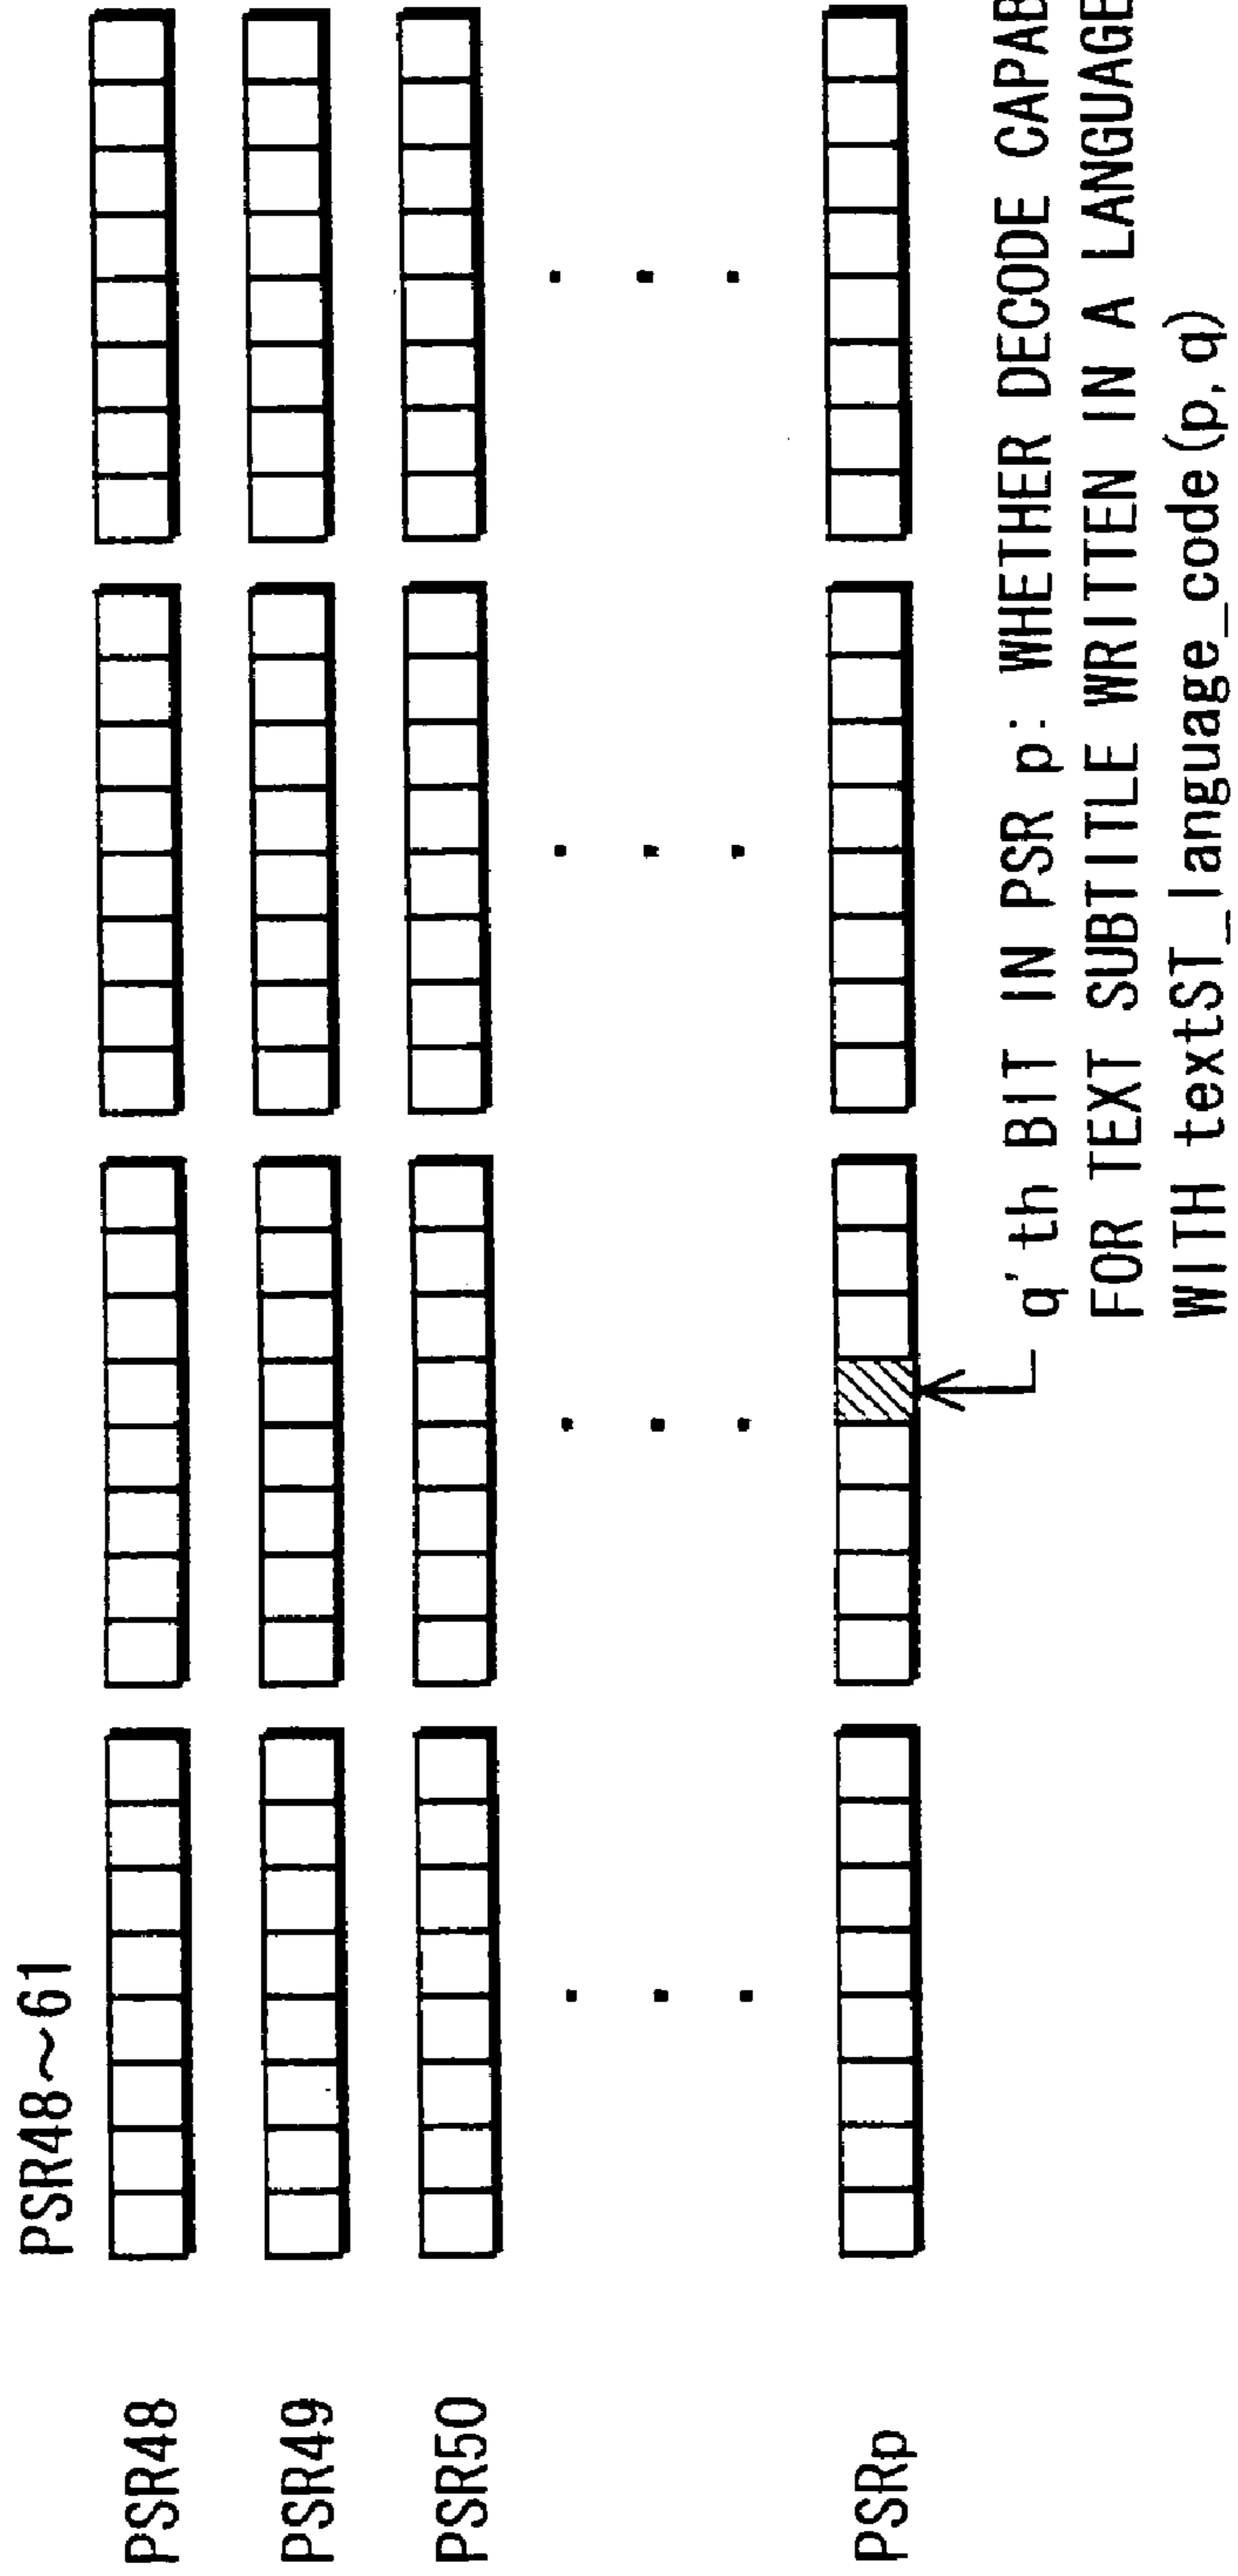 PSR48~61
PSR48
PSR49
PSR50
PSRp
q'th BIT IN PSR p: WHETHER DECODE
FOR TEXT SUBTITLE WRITTEN IN A LANGUAGE
WITH textST_language_code(p, q)